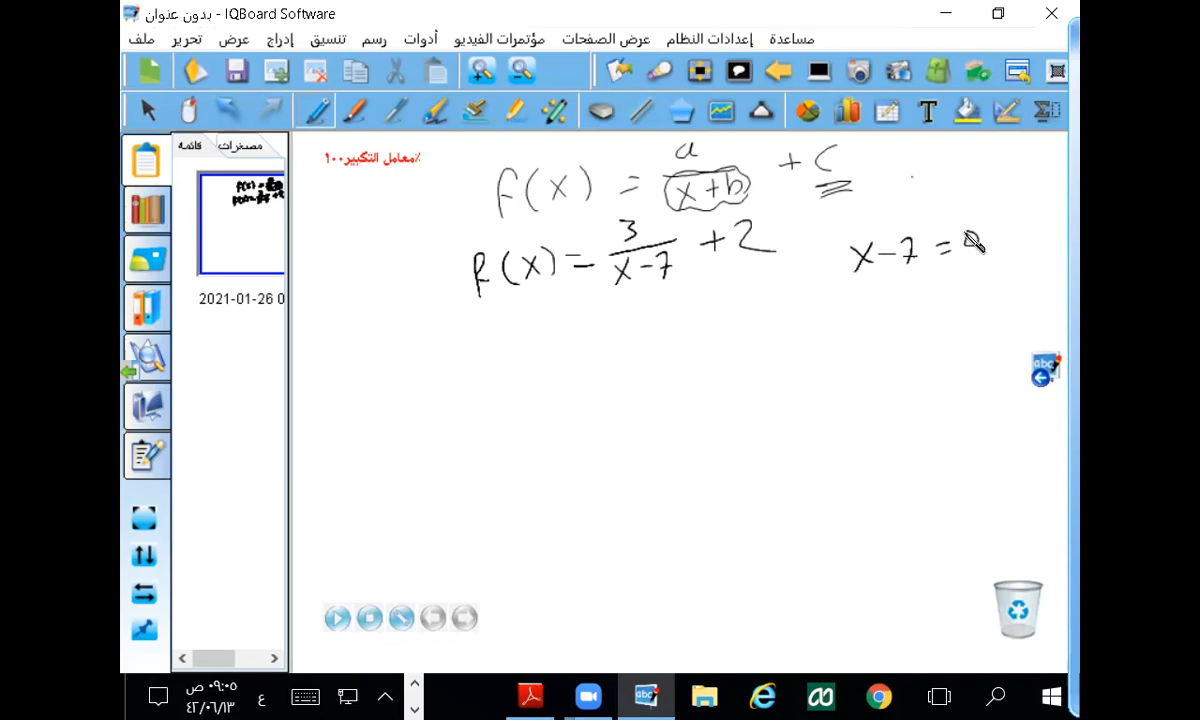 بدون عنوان - IQBoard Software
ملف تحرير عرض إدراج تنسيق رسم أدوات مؤتمرات الفيديو عرض الصفحات إعدادات النظام مساعدة
قائمة مصغرات
معامل التكبير١٠٠٪
f(x) = a/(x+b) + c
f(x) = 3/(x-7) + 2
x-7 =
2021-01-26 0
٠٩:٠٥ ص
ع
٤٢/٠٦/١٣